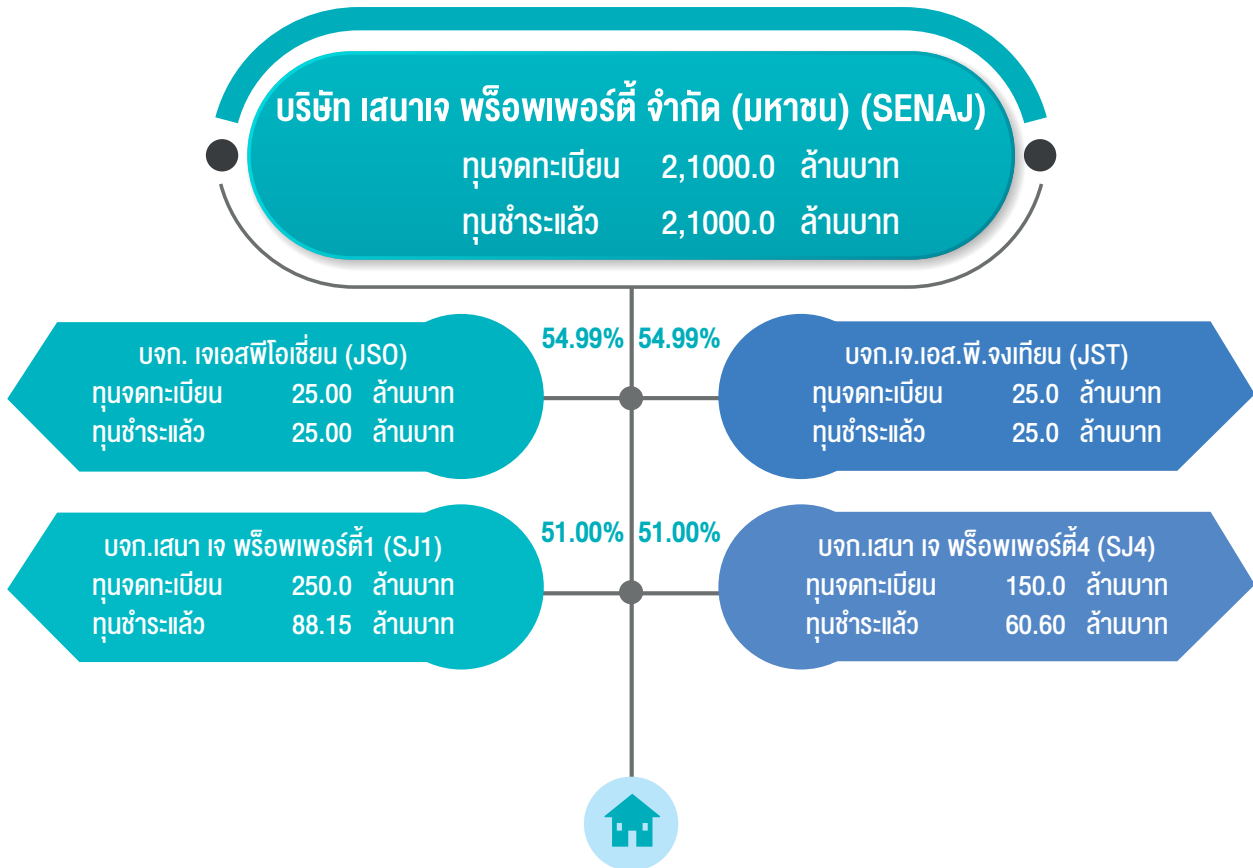 บริษัท เสนาเจ พร็อพเพอร์ตี้ จำกัด (มหาชน) (SENAJ)
ทุนจดทะเบียน 2,1000.0 ล้านบาท
ทุนชำระแล้ว 2,1000.0 ล้านบาท
54.99% 54.99%
บจก. เจเอสพีโอเชี่ยน (JSO)
ทุนจดทะเบียน 25.00 ล้านบาท
ทุนชำระแล้ว 25.00 ล้านบาท
บจก.เจ.เอส.พี.จงเทียน (JST)
ทุนจดทะเบียน 25.0 ล้านบาท
ทุนชำระแล้ว 25.0 ล้านบาท
51.00% 51.00%
บจก.เสนา เจ พร็อพเพอร์ตี้1 (SJ1)
ทุนจดทะเบียน 250.0 ล้านบาท
ทุนชำระแล้ว 88.15 ล้านบาท
บจก.เสนา เจ พร็อพเพอร์ตี้4 (SJ4)
ทุนจดทะเบียน 150.0 ล้านบาท
ทุนชำระแล้ว 60.60 ล้านบาท